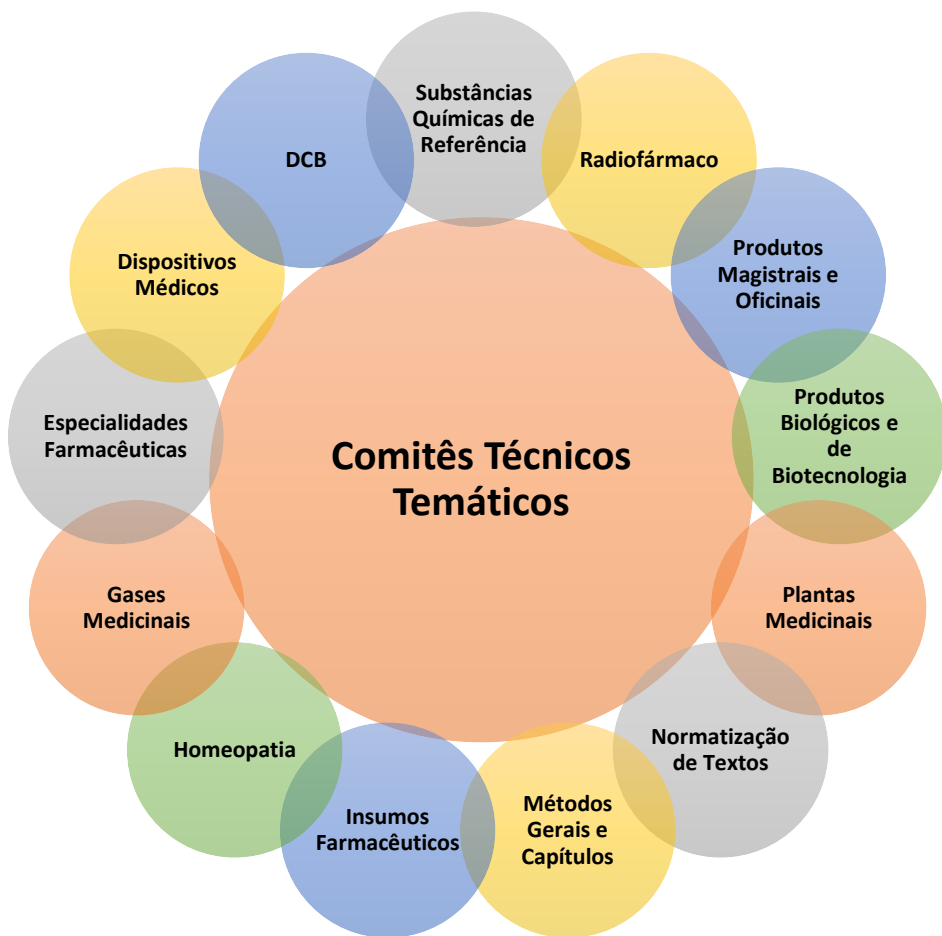 Substâncias
Químicas de
Referência
Radiofármaco
Produtos
Magistrais e
Oficinais
Produtos
Biológicos e
de
Biotecnologia
Plantas
Medicinais
Normatização
de Textos
Métodos
Gerais e
Capítulos
Insumos
Farmacêuticos
Homeopatia
Gases
Medicinais
Especialidades
Farmacêuticas
Dispositivos
Médicos
DCB
Comitês Técnicos
Temáticos